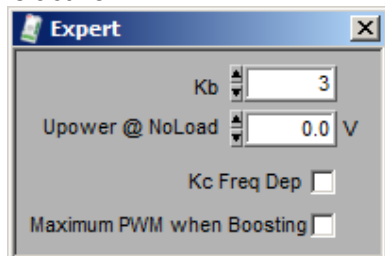 Expert
Kb 3
Upower @ NoLoad 0.0 V
Kc Freq Dep
Maximum PWM when Boosting